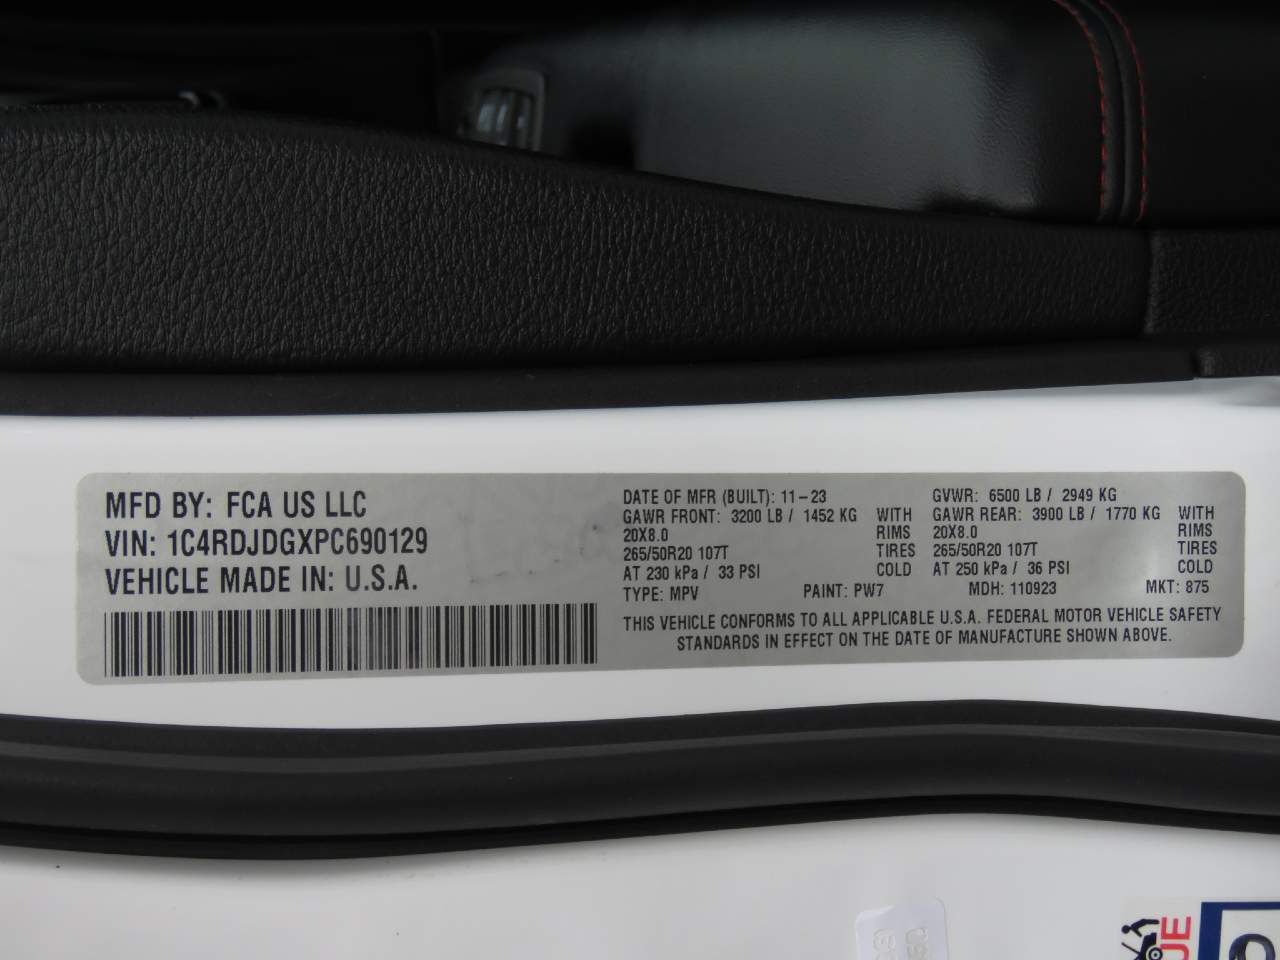 MFD BY: FCA US LLC
VIN: 1C4RDJDGXPC690129
VEHICLE MADE IN: U.S.A.
DATE OF MFR (BUILT): 11-23 GVWR: 6500 LB / 2949 KG
GAWR FRONT: 3200 LB / 1452 KG WITH GAWR REAR: 3900 LB / 1770 KG WITH
20X8.0 RIMS 20X8.0 RIMS
265/50R20 107T TIRES 265/50R20 107T TIRES
AT 230 kPa / 33 PSI COLD AT 250 kPa / 36 PSI COLD
TYPE: MPV PAINT: PW7 MDH: 110923 MKT: 875
THIS VEHICLE CONFORMS TO ALL APPLICABLE U.S.A. FEDERAL MOTOR VEHICLE SAFETY
STANDARDS IN EFFECT ON THE DATE OF MANUFACTURE SHOWN ABOVE.